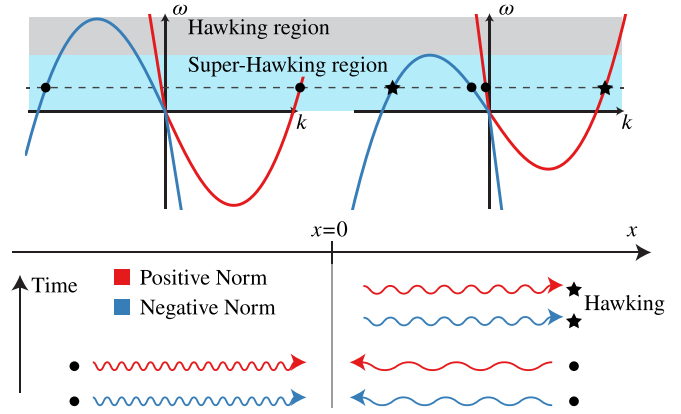 ω
ω
Hawking region
Super-Hawking region
k
k
x=0
x
Time
Positive Norm
Negative Norm
Hawking